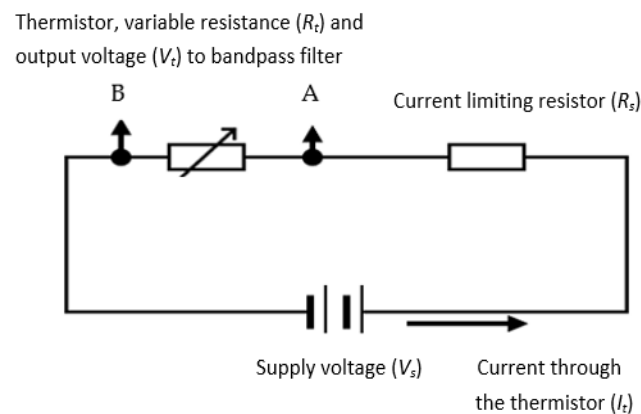 Thermistor, variable resistance (Rₜ) and
output voltage (Vₜ) to bandpass filter
B
A
Current limiting resistor (Rₛ)
Supply voltage (Vₛ)
Current through
the thermistor (Iₜ)